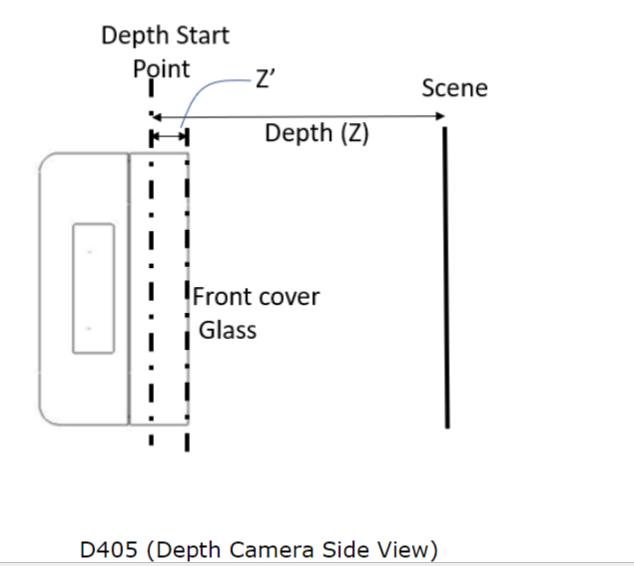 Depth Start
Point
Z’
Scene
Depth (Z)
Front cover
Glass
D405 (Depth Camera Side View)